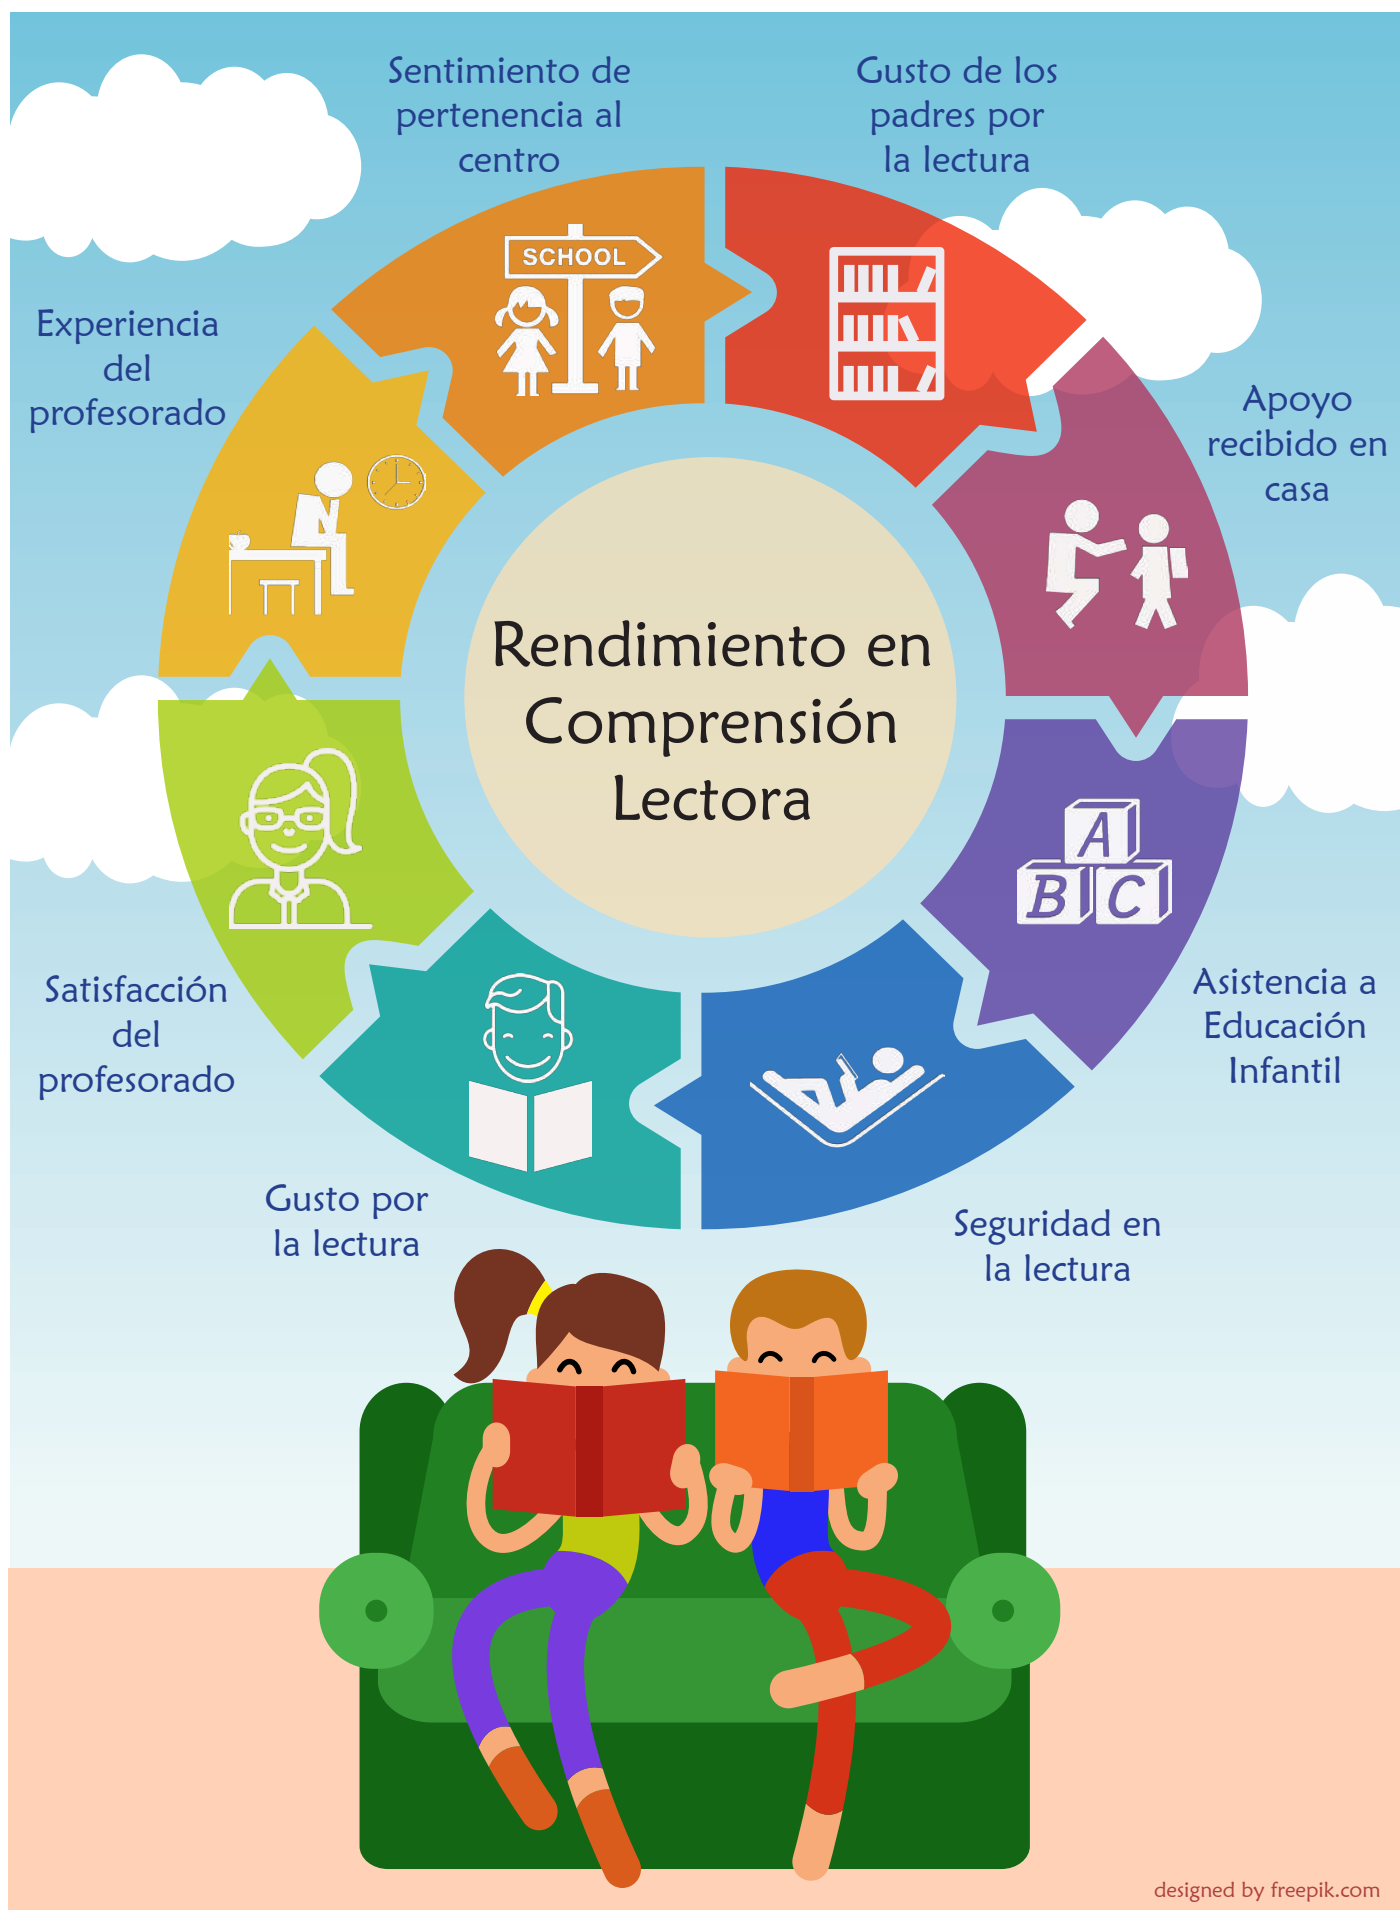 Sentimiento de
pertenencia al
centro
Gusto de los
padres por
la lectura
SCHOOL
Experiencia
del
profesorado
Apoyo
recibido en
casa
Rendimiento en
Comprensión
Lectora
A
B C
Satisfacción
del
profesorado
Asistencia a
Educación
Infantil
Gusto por
la lectura
Seguridad en
la lectura
designed by freepik.com